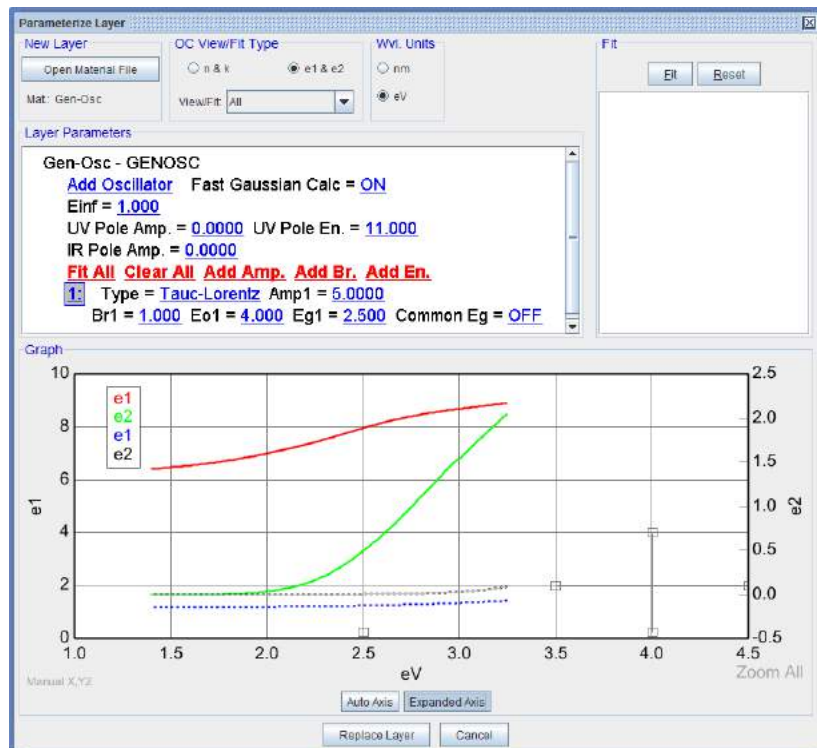 Parameterize Layer
New Layer
Open Material File
Mat: Gen-Osc
OC View/Fit Type
n & k e1 & e2
View/Fit: All
Wvl. Units
nm
eV
Fit
Fit Reset
Layer Parameters
Gen-Osc - GENOSC
Add Oscillator Fast Gaussian Calc = ON
Einf = 1.000
UV Pole Amp. = 0.0000 UV Pole En. = 11.000
IR Pole Amp. = 0.0000
Fit All Clear All Add Amp. Add Br. Add En.
1: Type = Tauc-Lorentz Amp1 = 5.0000
Br1 = 1.000 Eo1 = 4.000 Eg1 = 2.500 Common Eg = OFF
Graph
10
8
6
4
2
0
e1
e1
e2
e1
e2
2.5
2.0
1.5
1.0
0.5
0.0
-0.5
e2
1.0 1.5 2.0 2.5 3.0 3.5 4.0 4.5
eV
Manual X,Y2
Zoom All
Auto Axis Expanded Axis
Replace Layer Cancel